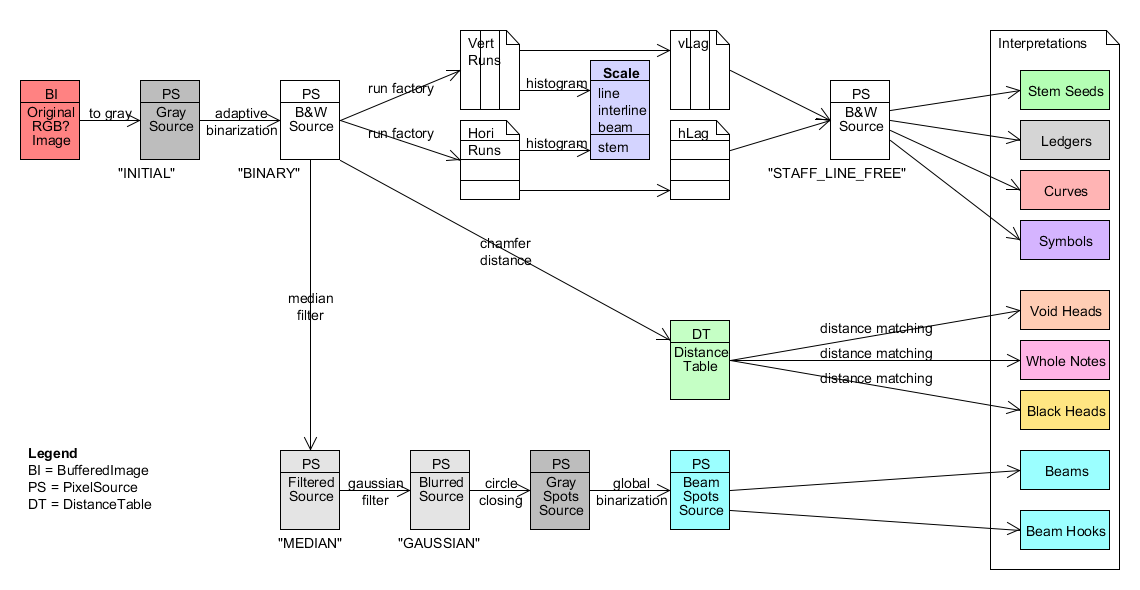 BI
Original
RGB?
Image
to gray
PS
Gray
Source
"INITIAL"
adaptive
binarization
PS
B&W
Source
"BINARY"
run factory
run factory
Vert
Runs
Hori
Runs
histogram
histogram
Scale
line
interline
beam
stem
vLag
hLag
PS
B&W
Source
"STAFF_LINE_FREE"
Interpretations
Stem Seeds
Ledgers
Curves
Symbols
chamfer
distance
median
filter
DT
Distance
Table
distance matching
distance matching
distance matching
Void Heads
Whole Notes
Black Heads
Legend
BI = BufferedImage
PS = PixelSource
DT = DistanceTable
PS
Filtered
Source
"MEDIAN"
gaussian
filter
PS
Blurred
Source
"GAUSSIAN"
circle
closing
PS
Gray
Spots
Source
global
binarization
PS
Beam
Spots
Source
Beams
Beam Hooks